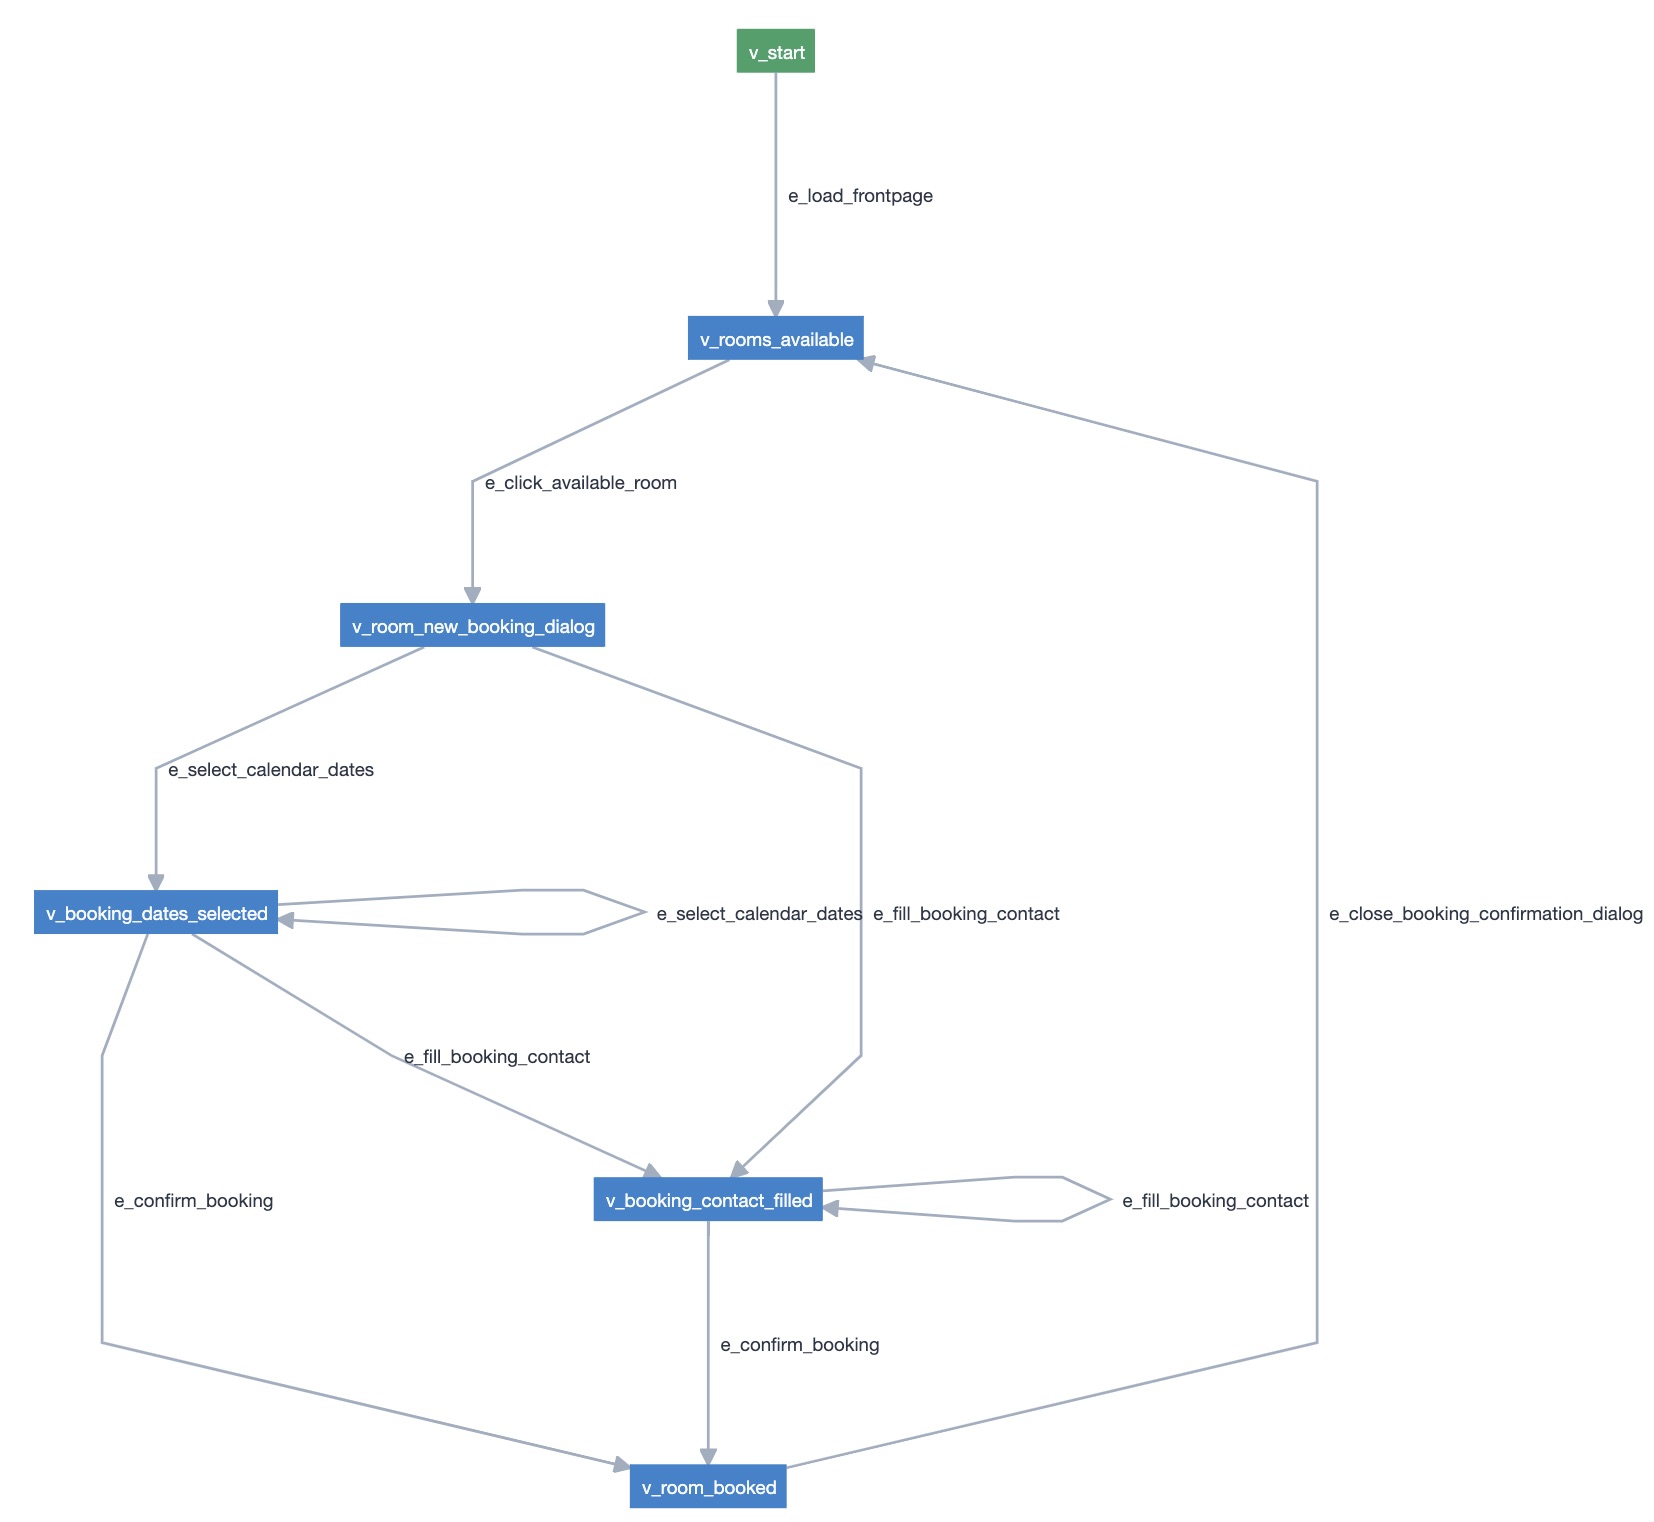 v_start
e_load_frontpage
v_rooms_available
e_click_available_room
v_room_new_booking_dialog
e_select_calendar_dates
v_booking_dates_selected
e_select_calendar_dates
e_fill_booking_contact
e_close_booking_confirmation_dialog
e_fill_booking_contact
e_confirm_booking
v_booking_contact_filled
e_fill_booking_contact
e_confirm_booking
v_room_booked